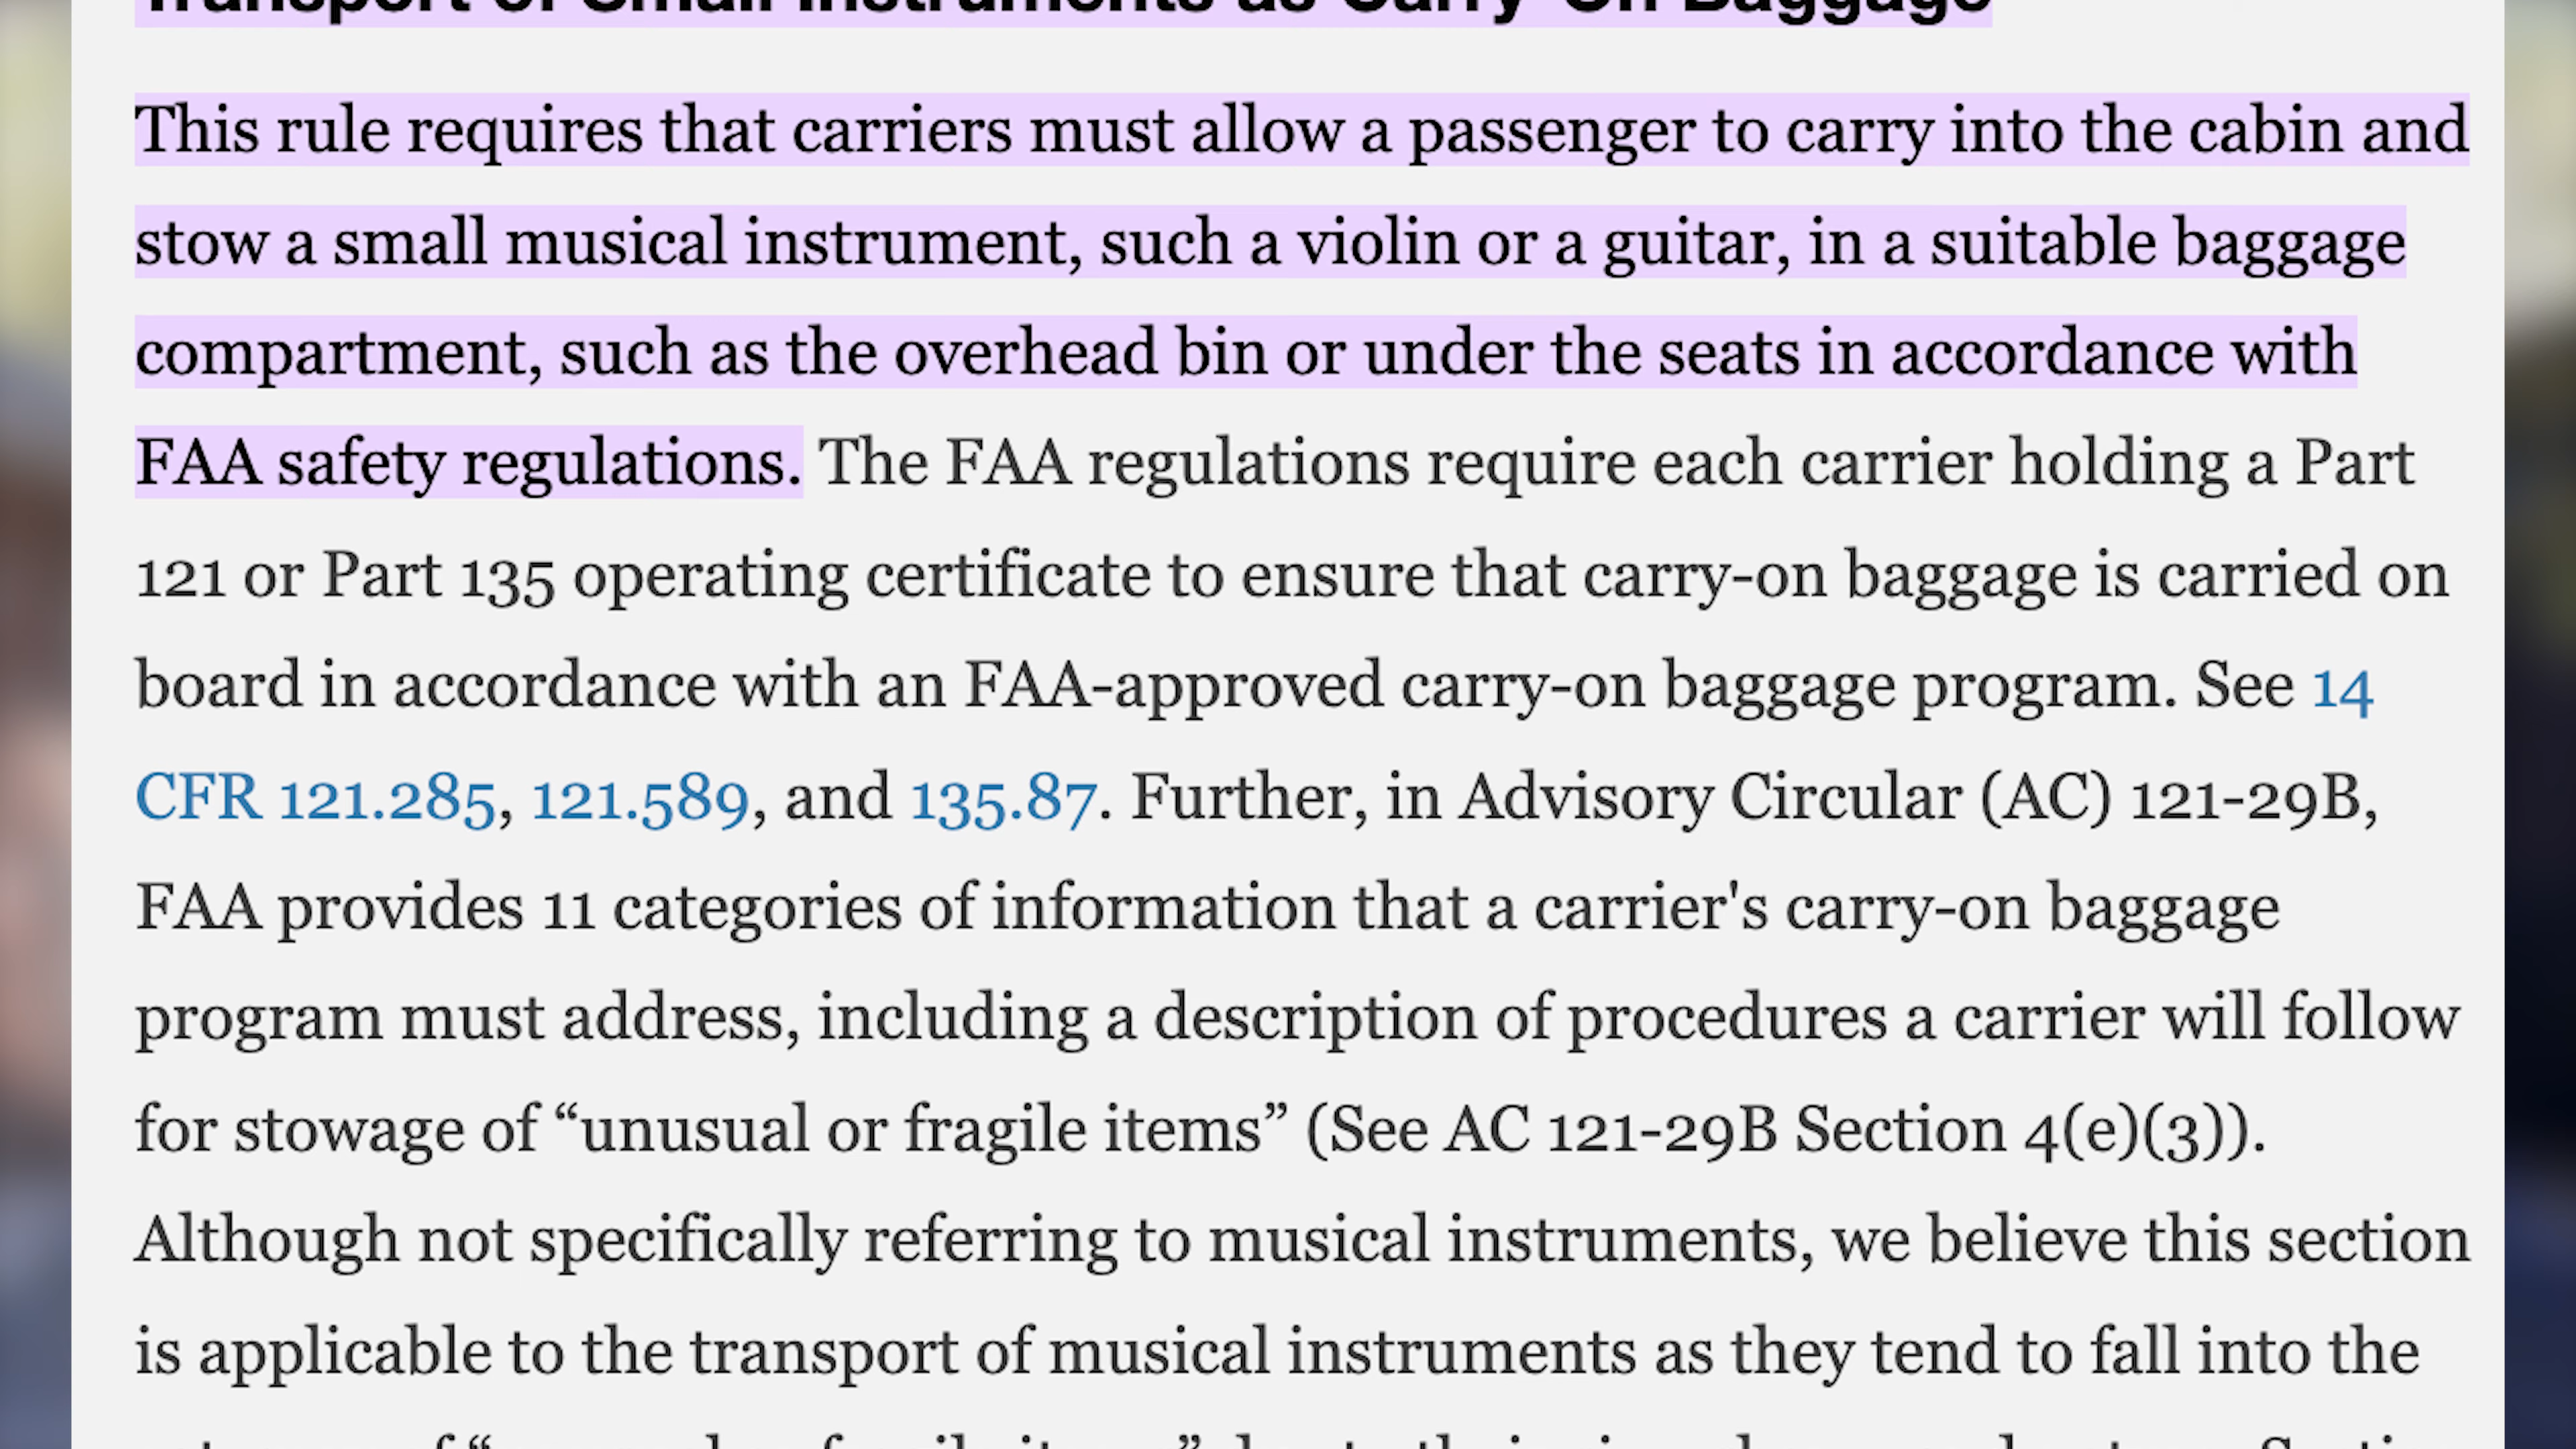 Transport of Small Instruments as Carry-On Baggage
This rule requires that carriers must allow a passenger to carry into the cabin and
stow a small musical instrument, such a violin or a guitar, in a suitable baggage
compartment, such as the overhead bin or under the seats in accordance with
FAA safety regulations. The FAA regulations require each carrier holding a Part
121 or Part 135 operating certificate to ensure that carry-on baggage is carried on
board in accordance with an FAA-approved carry-on baggage program. See 14
CFR 121.285, 121.589, and 135.87. Further, in Advisory Circular (AC) 121-29B,
FAA provides 11 categories of information that a carrier's carry-on baggage
program must address, including a description of procedures a carrier will follow
for stowage of “unusual or fragile items” (See AC 121-29B Section 4(e)(3)).
Although not specifically referring to musical instruments, we believe this section
is applicable to the transport of musical instruments as they tend to fall into the